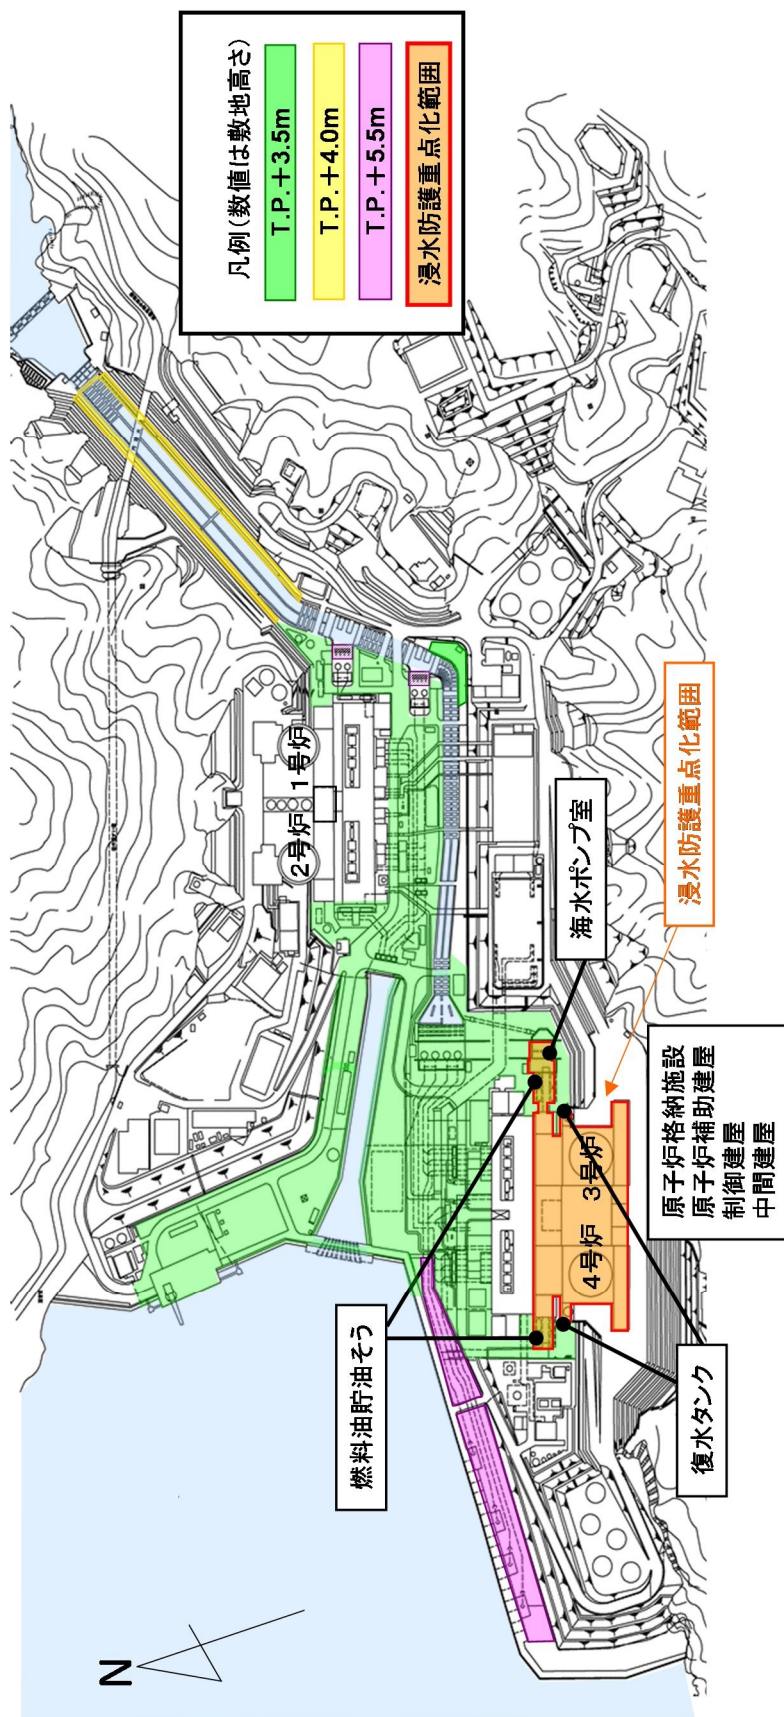 凡例(数値は敷地高さ)
T.P.+3.5m
T.P.+4.0m
T.P.+5.5m
浸水防護重点化範囲
2号炉
1号炉
海水ポンプ室
浸水防護重点化範囲
燃料油貯油そう
4号炉
3号炉
原子炉格納施設
原子炉補助建屋
制御建屋
中間建屋
復水タンク
N